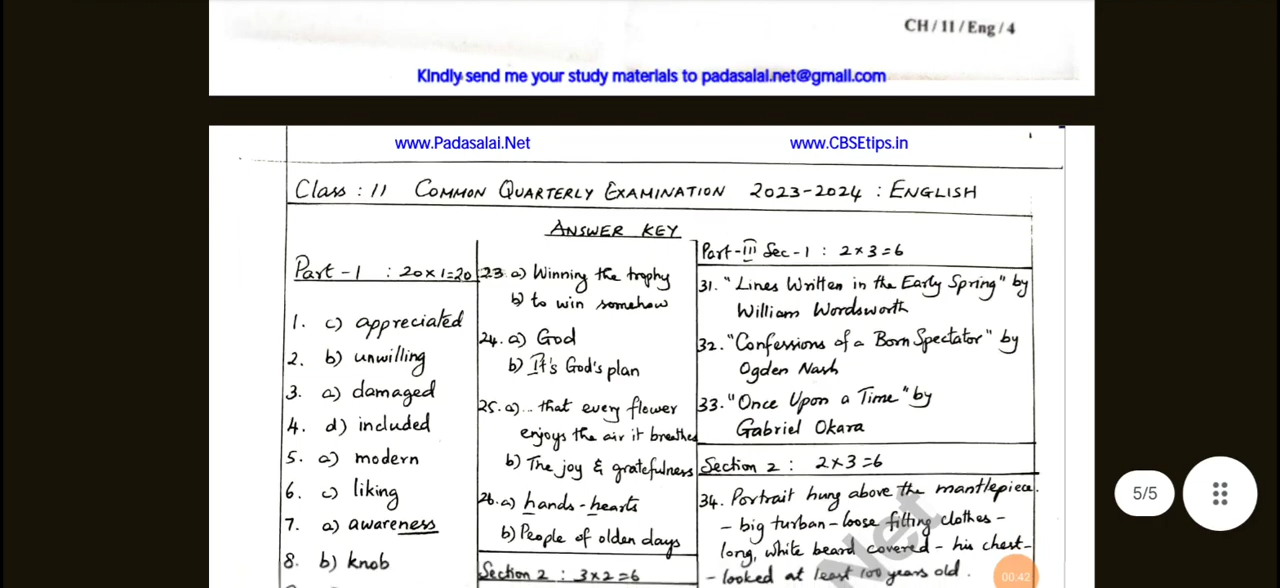 CH/11/Eng/4
Kindly send me your study materials to padasalai.net@gmail.com
www.Padasalai.Net
www.CBSEtips.in
Class : 11 COMMON QUARTERLY EXAMINATION 2023-2024 : ENGLISH
ANSWER KEY
Part-1 : 20×1=20
1. c) appreciated
2. b) unwilling
3. a) damaged
4. d) included
5. a) modern
6. c) liking
7. a) awareness
8. b) knob
23. a) Winning the trophy
b) to win somehow
24. a) God
b) It's God's plan
25. a)... that every flower
enjoys the air it breathes
b) The joy & gratefulness
26. a) hands - hearts
b) People of olden days
Section 2 : 3×2=6
Part-III Sec-1 : 2×3=6
31. "Lines Written in the Early Spring" by
William Wordsworth
32. "Confessions of a Born Spectator" by
Ogden Nash
33. "Once Upon a Time" by
Gabriel Okara
Section 2 : 2×3=6
34. Portrait hung above the mantlepiece.
- big turban - loose fitting clothes -
long, white beard covered - his chest -
- looked at least 100 years old.
Net
5/5
00:42